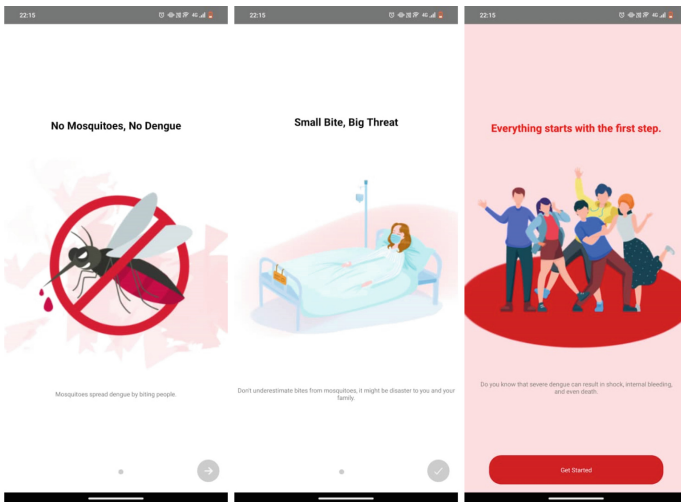 22:15
4G
No Mosquitoes, No Dengue
Mosquitoes spread dengue by biting people.
22:15
4G
Small Bite, Big Threat
Don't underestimate bites from mosquitoes, it might be disaster to you and your
family.
22:15
4G
Everything starts with the first step.
Do you know that severe dengue can result in shock, internal bleeding,
and even death.
Get Started